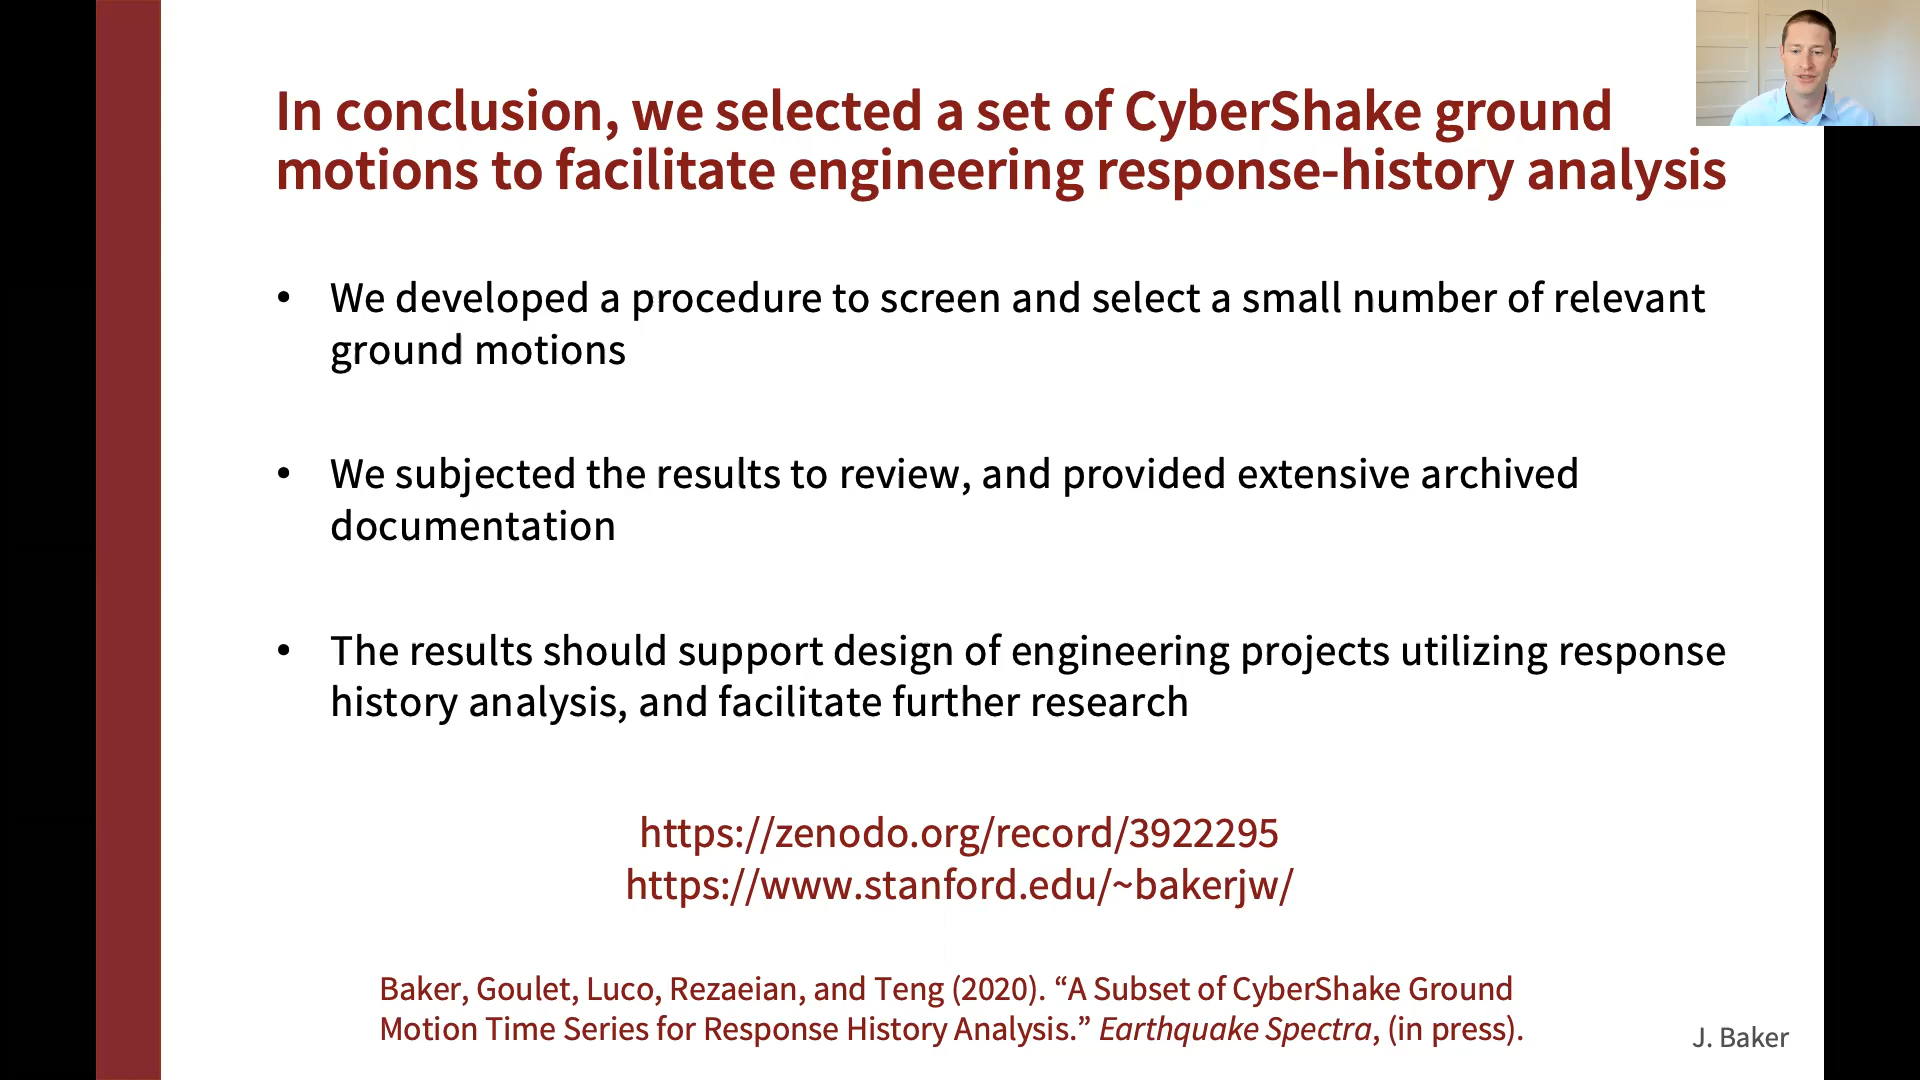 In conclusion, we selected a set of CyberShake ground
motions to facilitate engineering response-history analysis
• We developed a procedure to screen and select a small number of relevant
ground motions
• We subjected the results to review, and provided extensive archived
documentation
• The results should support design of engineering projects utilizing response
history analysis, and facilitate further research
https://zenodo.org/record/3922295
https://www.stanford.edu/~bakerjw/
Baker, Goulet, Luco, Rezaeian, and Teng (2020). “A Subset of CyberShake Ground
Motion Time Series for Response History Analysis.” Earthquake Spectra, (in press).
J. Baker